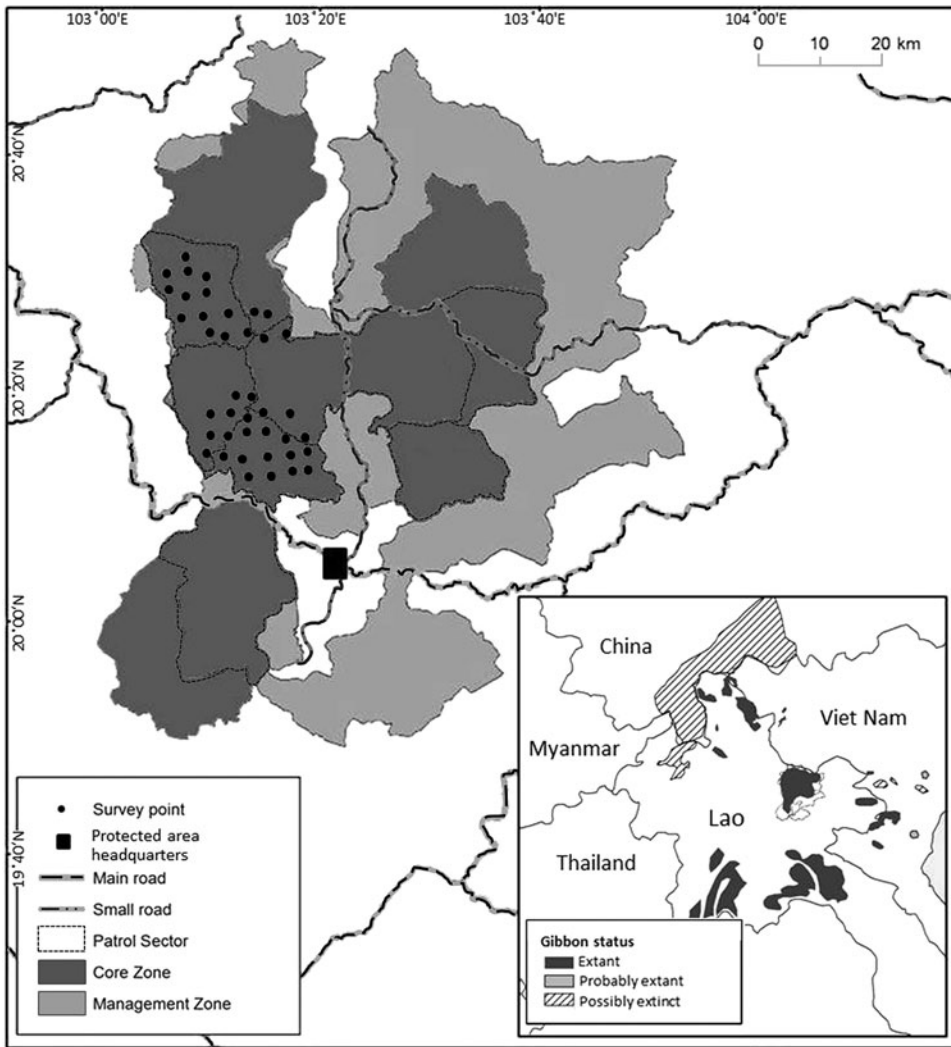 103°00′E
103°20′E
103°40′E
104°00′E
0 10 20 km
20°40′N
20°20′N
20°00′N
19°40′N
Survey point
Protected area
headquarters
Main road
Small road
Patrol Sector
Core Zone
Management Zone
China
Viet Nam
Myanmar
Lao
Thailand
Gibbon status
Extant
Probably extant
Possibly extinct